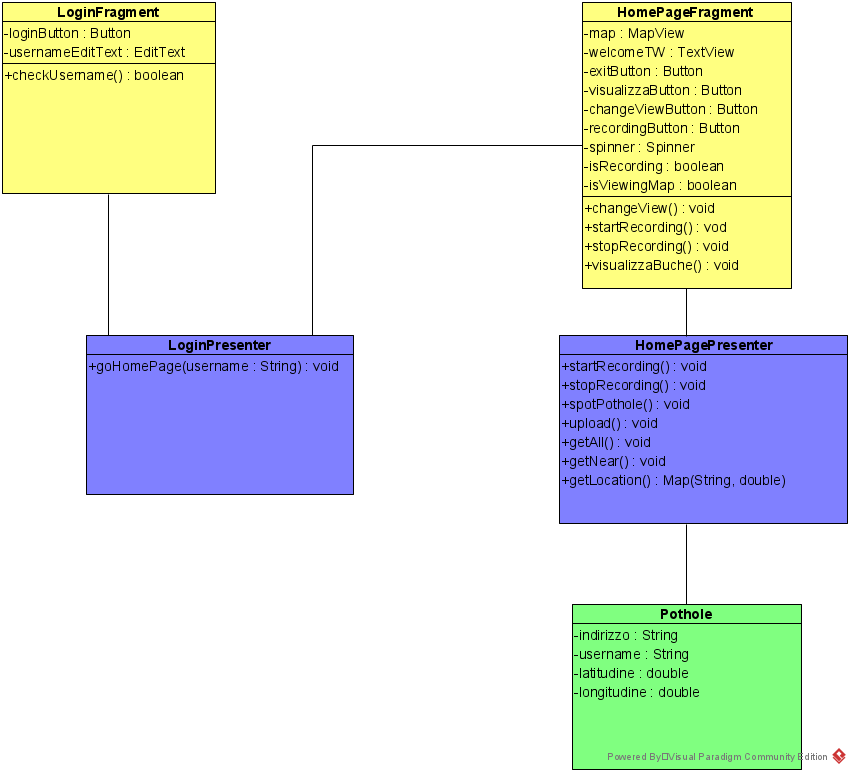 LoginFragment
-loginButton : Button
-usernameEditText : EditText
+checkUsername() : boolean
HomePageFragment
-map : MapView
-welcomeTW : TextView
-exitButton : Button
-visualizzaButton : Button
-changeViewButton : Button
-recordingButton : Button
-spinner : Spinner
-isRecording : boolean
-isViewingMap : boolean
+changeView() : void
+startRecording() : vod
+stopRecording() : void
+visualizzaBuche() : void
LoginPresenter
+goHomePage(username : String) : void
HomePagePresenter
+startRecording() : void
+stopRecording() : void
+spotPothole() : void
+upload() : void
+getAll() : void
+getNear() : void
+getLocation() : Map(String, double)
Pothole
-indirizzo : String
-username : String
-latitudine : double
-longitudine : double
Powered By□Visual Paradigm Community Edition